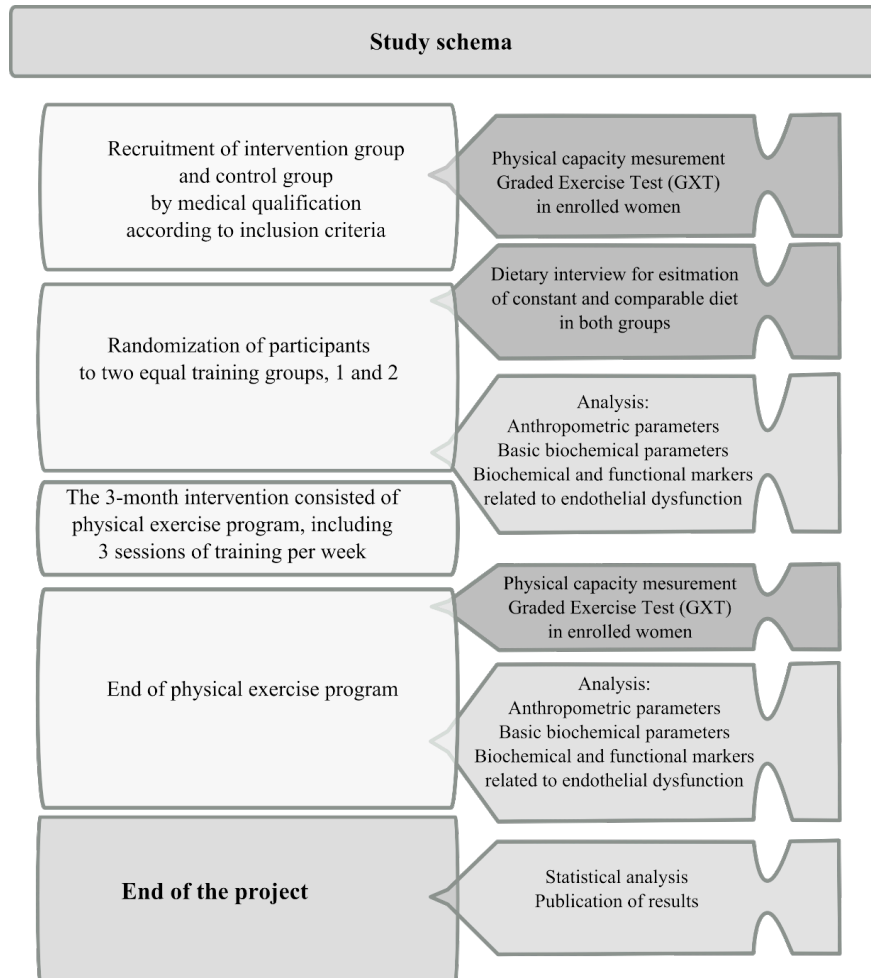 Study schema
Recruitment of intervention group
and control group
by medical qualification
according to inclusion criteria
Physical capacity mesurement
Graded Exercise Test (GXT)
in enrolled women
Dietary interview for esitmation
of constant and comparable diet
in both groups
Randomization of participants
to two equal training groups, 1 and 2
Analysis:
Anthropometric parameters
Basic biochemical parameters
Biochemical and functional markers
related to endothelial dysfunction
The 3-month intervention consisted of
physical exercise program, including
3 sessions of training per week
Physical capacity mesurement
Graded Exercise Test (GXT)
in enrolled women
End of physical exercise program
Analysis:
Anthropometric parameters
Basic biochemical parameters
Biochemical and functional markers
related to endothelial dysfunction
End of the project
Statistical analysis
Publication of results